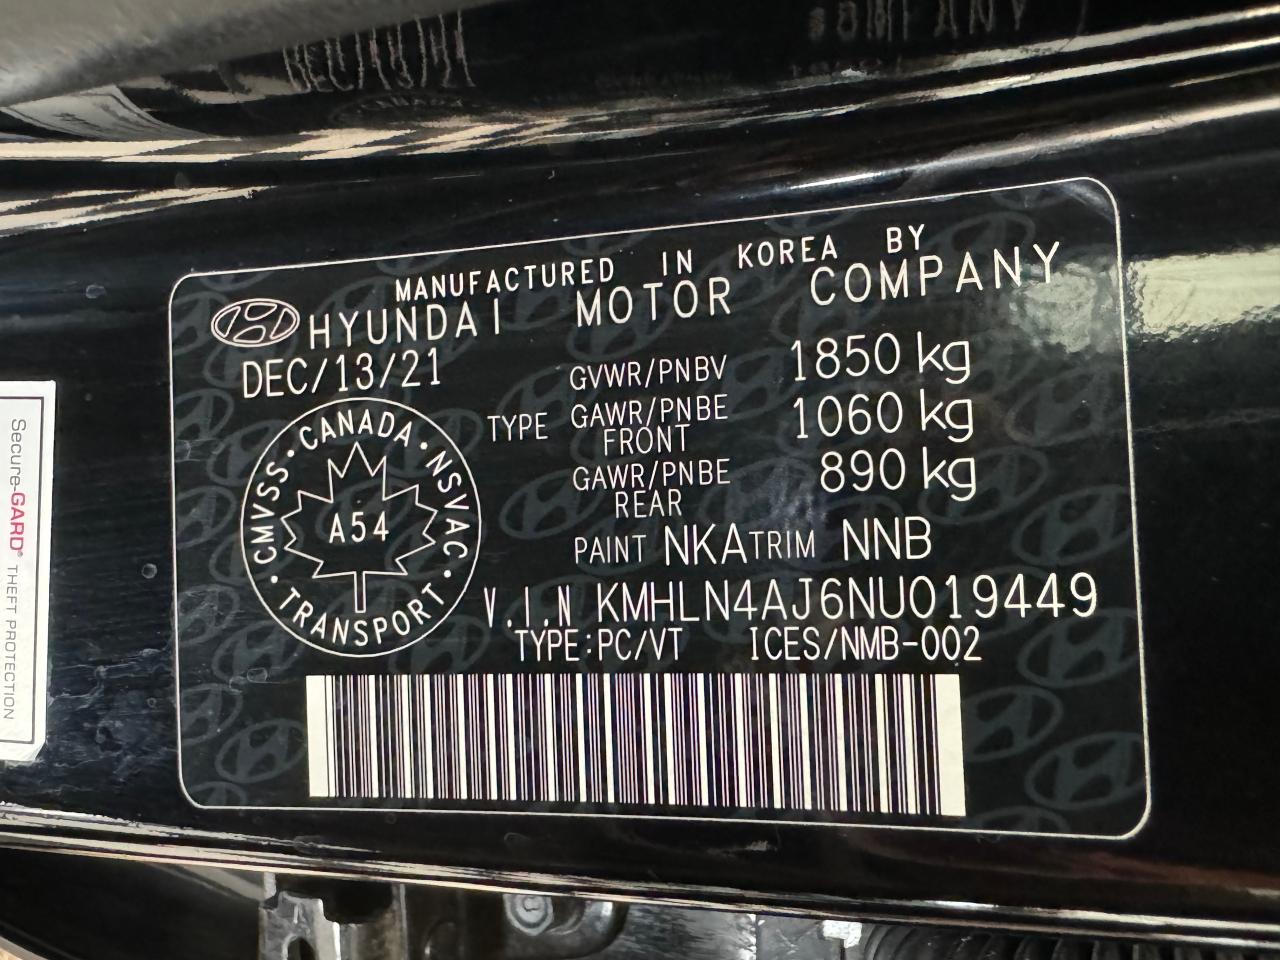 MANUFACTURED IN KOREA BY
HYUNDAI MOTOR COMPANY
DEC/13/21
GVWR/PNBV 1850 kg
TYPE GAWR/PNBE FRONT 1060 kg
GAWR/PNBE REAR 890 kg
PAINT NKA TRIM NNB
V.I.N KMHLN4AJ6NU019449
TYPE:PC/VT ICES/NMB-002
CANADA · NSVAC · TRANSPORT · CMVSS ·
A54
Secure-GARD® THEFT PROTECTION